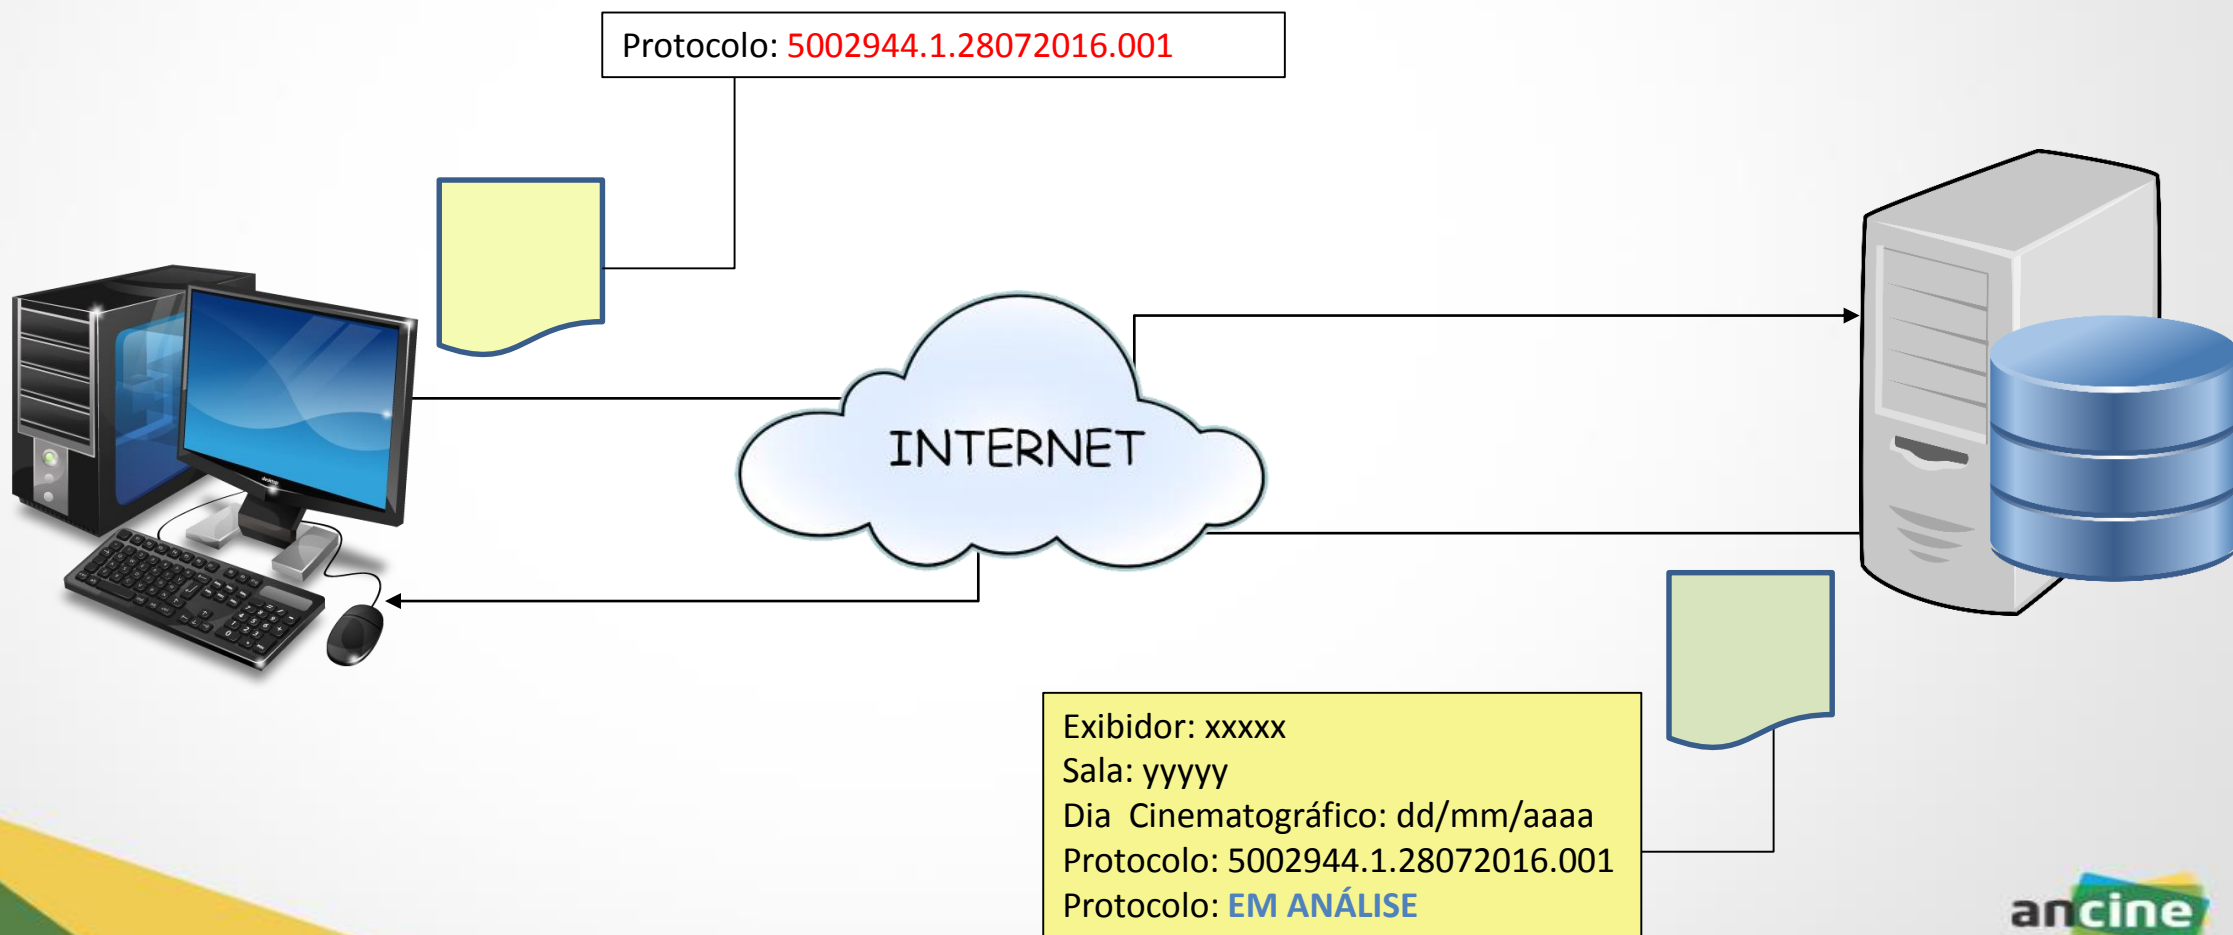 Protocolo: 5002944.1.28072016.001
INTERNET
Exibidor: xxxxx
Sala: yyyyy
Dia  Cinematográfico: dd/mm/aaaa
Protocolo: 5002944.1.28072016.001
Protocolo: EM ANÁLISE
ancine